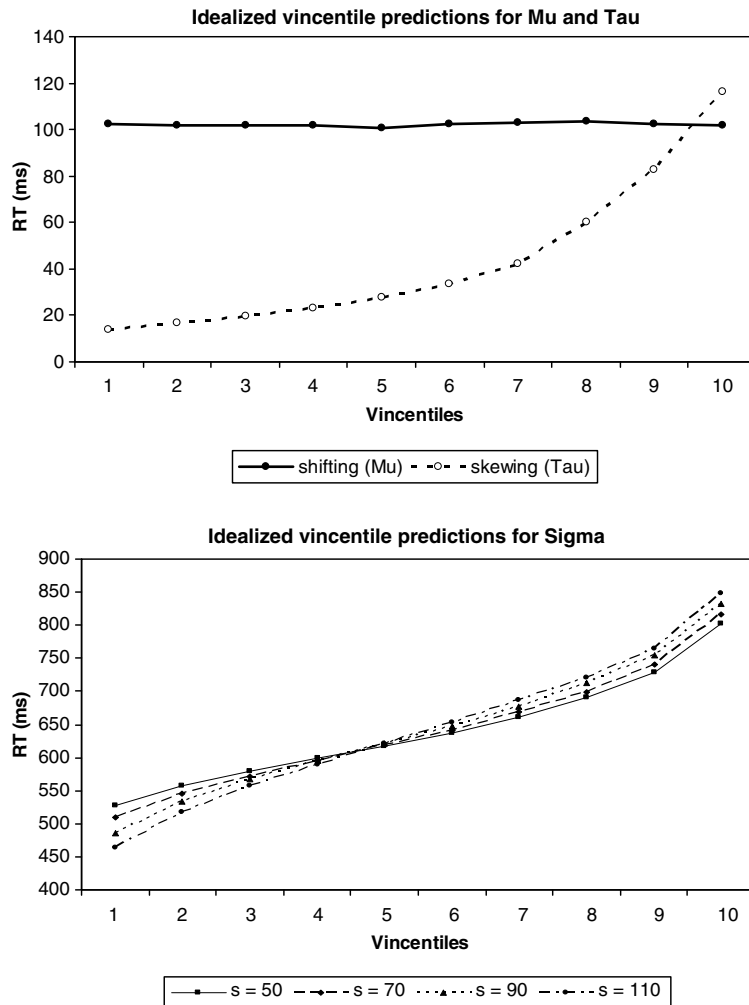 Idealized vincentile predictions for Mu and Tau
140
120
100
80
60
40
20
0
RT (ms)
1 2 3 4 5 6 7 8 9 10
Vincentiles
shifting (Mu) skewing (Tau)
Idealized vincentile predictions for Sigma
900
850
800
750
700
650
600
550
500
450
400
RT (ms)
1 2 3 4 5 6 7 8 9 10
Vincentiles
s = 50 s = 70 s = 90 s = 110